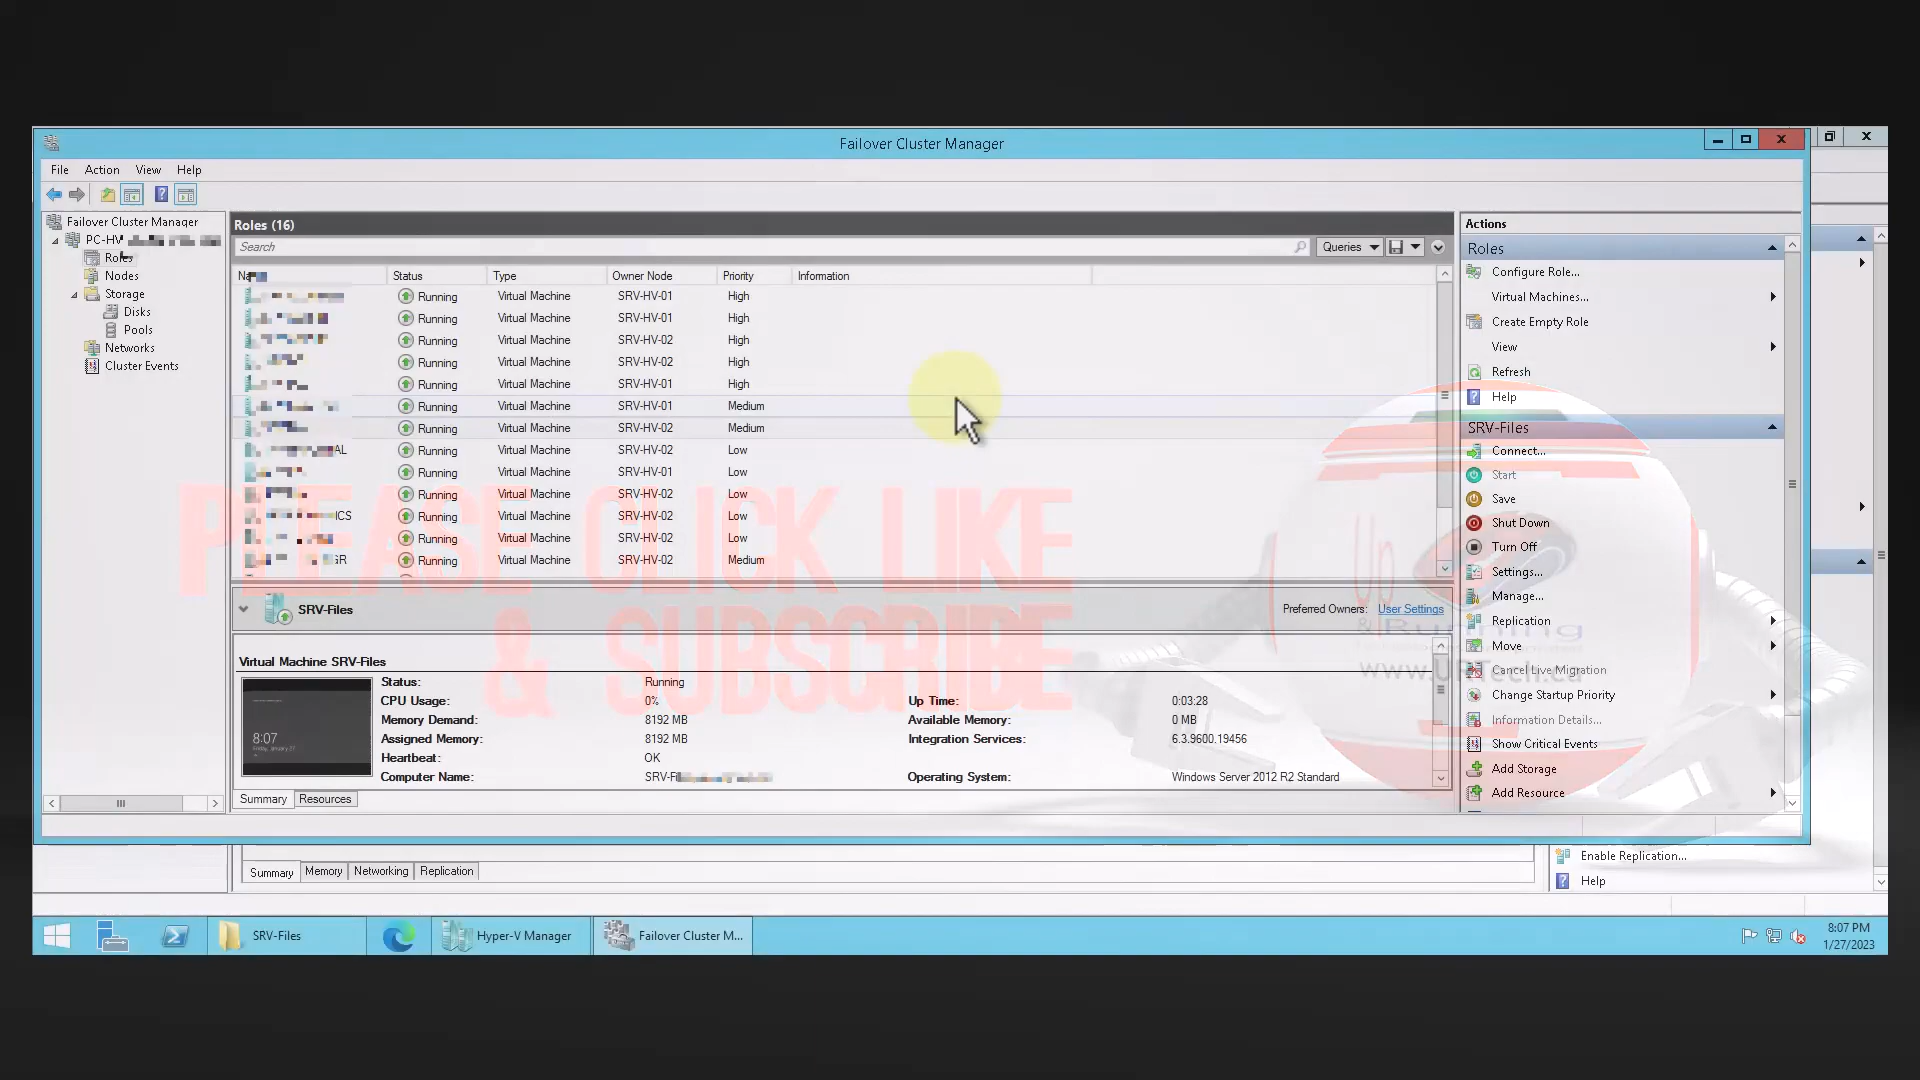 Failover Cluster Manager
File Action View Help
Failover Cluster Manager
PC-HV
Roles
Nodes
Storage
Disks
Pools
Networks
Cluster Events
Roles (16)
Search
Queries
Status Type Owner Node Priority Information
Running Virtual Machine SRV-HV-01 High
Running Virtual Machine SRV-HV-01 High
Running Virtual Machine SRV-HV-02 High
Running Virtual Machine SRV-HV-02 High
Running Virtual Machine SRV-HV-01 High
Running Virtual Machine SRV-HV-01 Medium
Running Virtual Machine SRV-HV-02 Medium
AL Running Virtual Machine SRV-HV-02 Low
Running Virtual Machine SRV-HV-01 Low
Running Virtual Machine SRV-HV-02 Low
ICS Running Virtual Machine SRV-HV-02 Low
Running Virtual Machine SRV-HV-02 Low
GR Running Virtual Machine SRV-HV-02 Medium
PLEASE CLICK LIKE
& SUBSCRIBE
SRV-Files
Preferred Owners: User Settings
Virtual Machine SRV-Files
Status: Running
CPU Usage: 0% Up Time: 0:03:28
Memory Demand: 8192 MB Available Memory: 0 MB
Assigned Memory: 8192 MB Integration Services: 6.3.9600.19456
Heartbeat: OK
Computer Name: Operating System: Windows Server 2012 R2 Standard
8:07
Summary Resources
Actions
Roles
Configure Role...
Virtual Machines...
Create Empty Role
View
Refresh
Help
SRV-Files
Connect...
Start
Save
Shut Down
Turn Off
Settings...
Manage...
Replication
Move
Cancel Live Migration
Change Startup Priority
Information Details...
Show Critical Events
Add Storage
Add Resource
Up
& Running
www.URTech.ca
Summary Memory Networking Replication
Enable Replication...
Help
SRV-Files
Hyper-V Manager
Failover Cluster M...
8:07 PM
1/27/2023